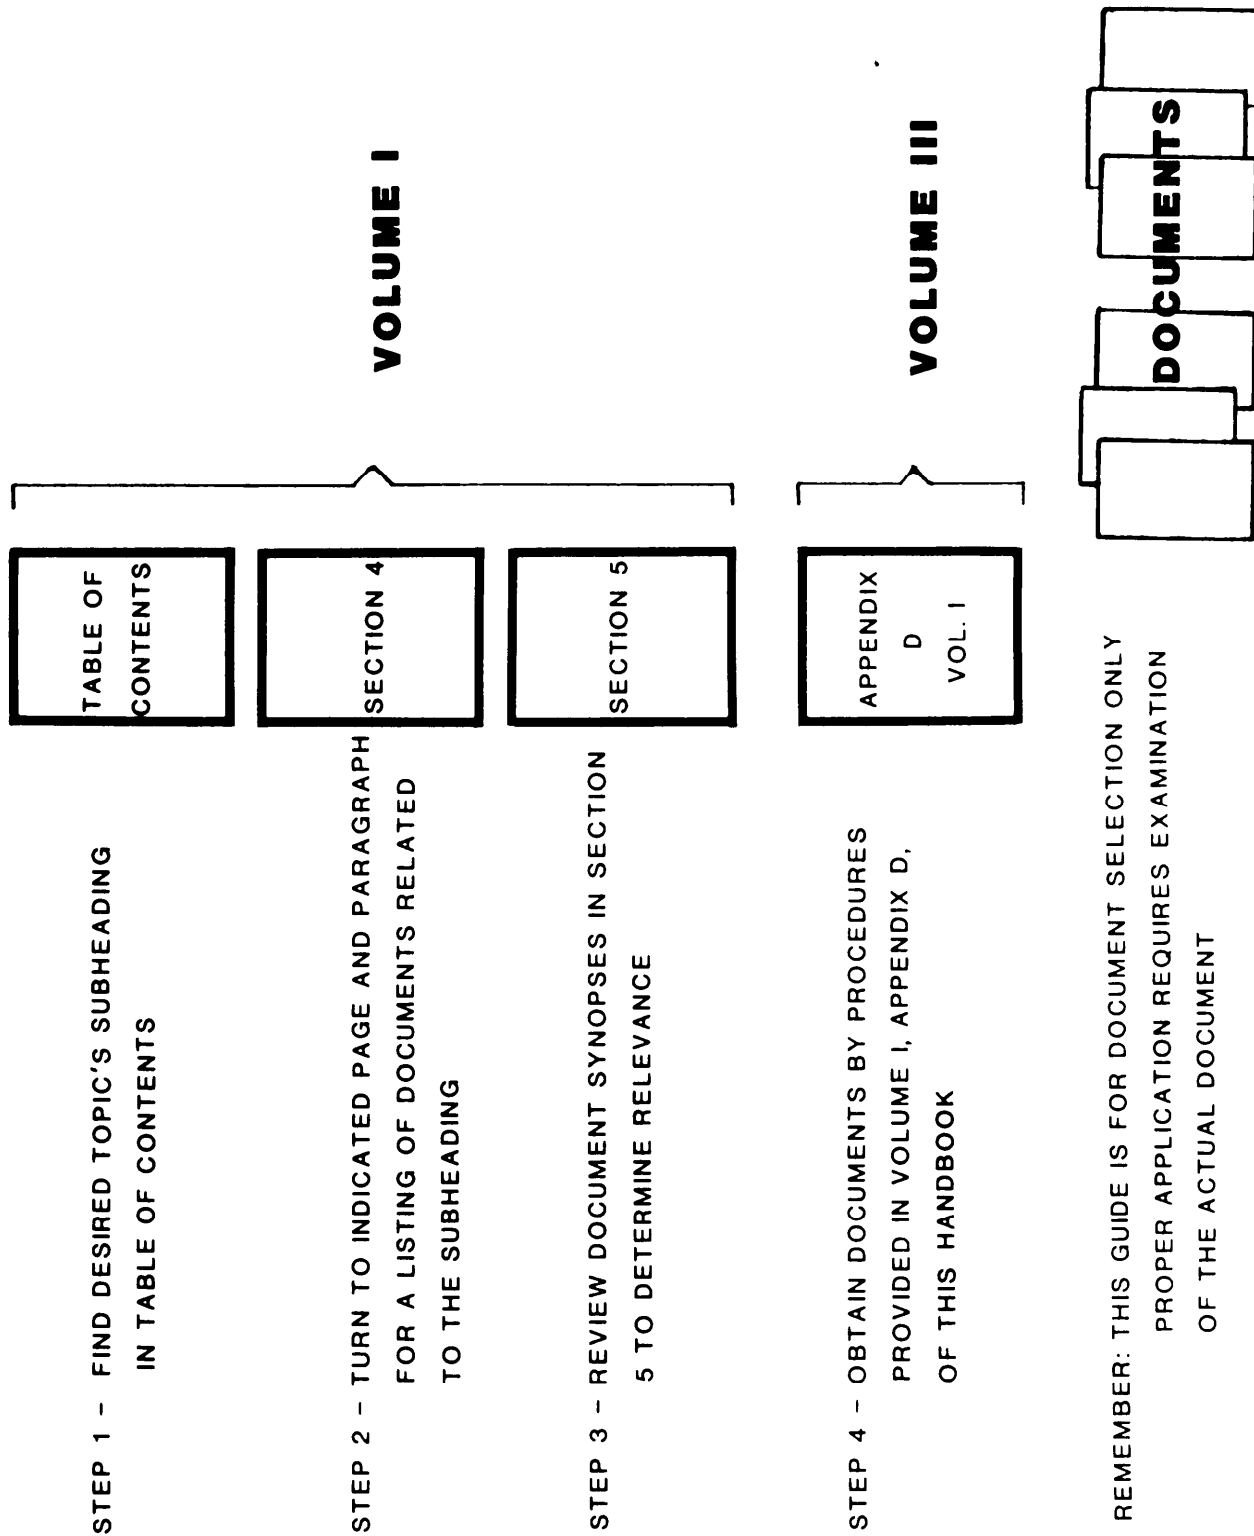 STEP 1 - FIND DESIRED TOPIC'S SUBHEADING
IN TABLE OF CONTENTS
TABLE OF
CONTENTS
STEP 2 - TURN TO INDICATED PAGE AND PARAGRAPH
FOR A LISTING OF DOCUMENTS RELATED
TO THE SUBHEADING
SECTION 4
VOLUME I
STEP 3 - REVIEW DOCUMENT SYNOPSES IN SECTION
5 TO DETERMINE RELEVANCE
SECTION 5
STEP 4 - OBTAIN DOCUMENTS BY PROCEDURES
PROVIDED IN VOLUME I, APPENDIX D,
OF THIS HANDBOOK
APPENDIX
D
VOL. I
VOLUME III
REMEMBER: THIS GUIDE IS FOR DOCUMENT SELECTION ONLY
PROPER APPLICATION REQUIRES EXAMINATION
OF THE ACTUAL DOCUMENT
DOCUMENTS